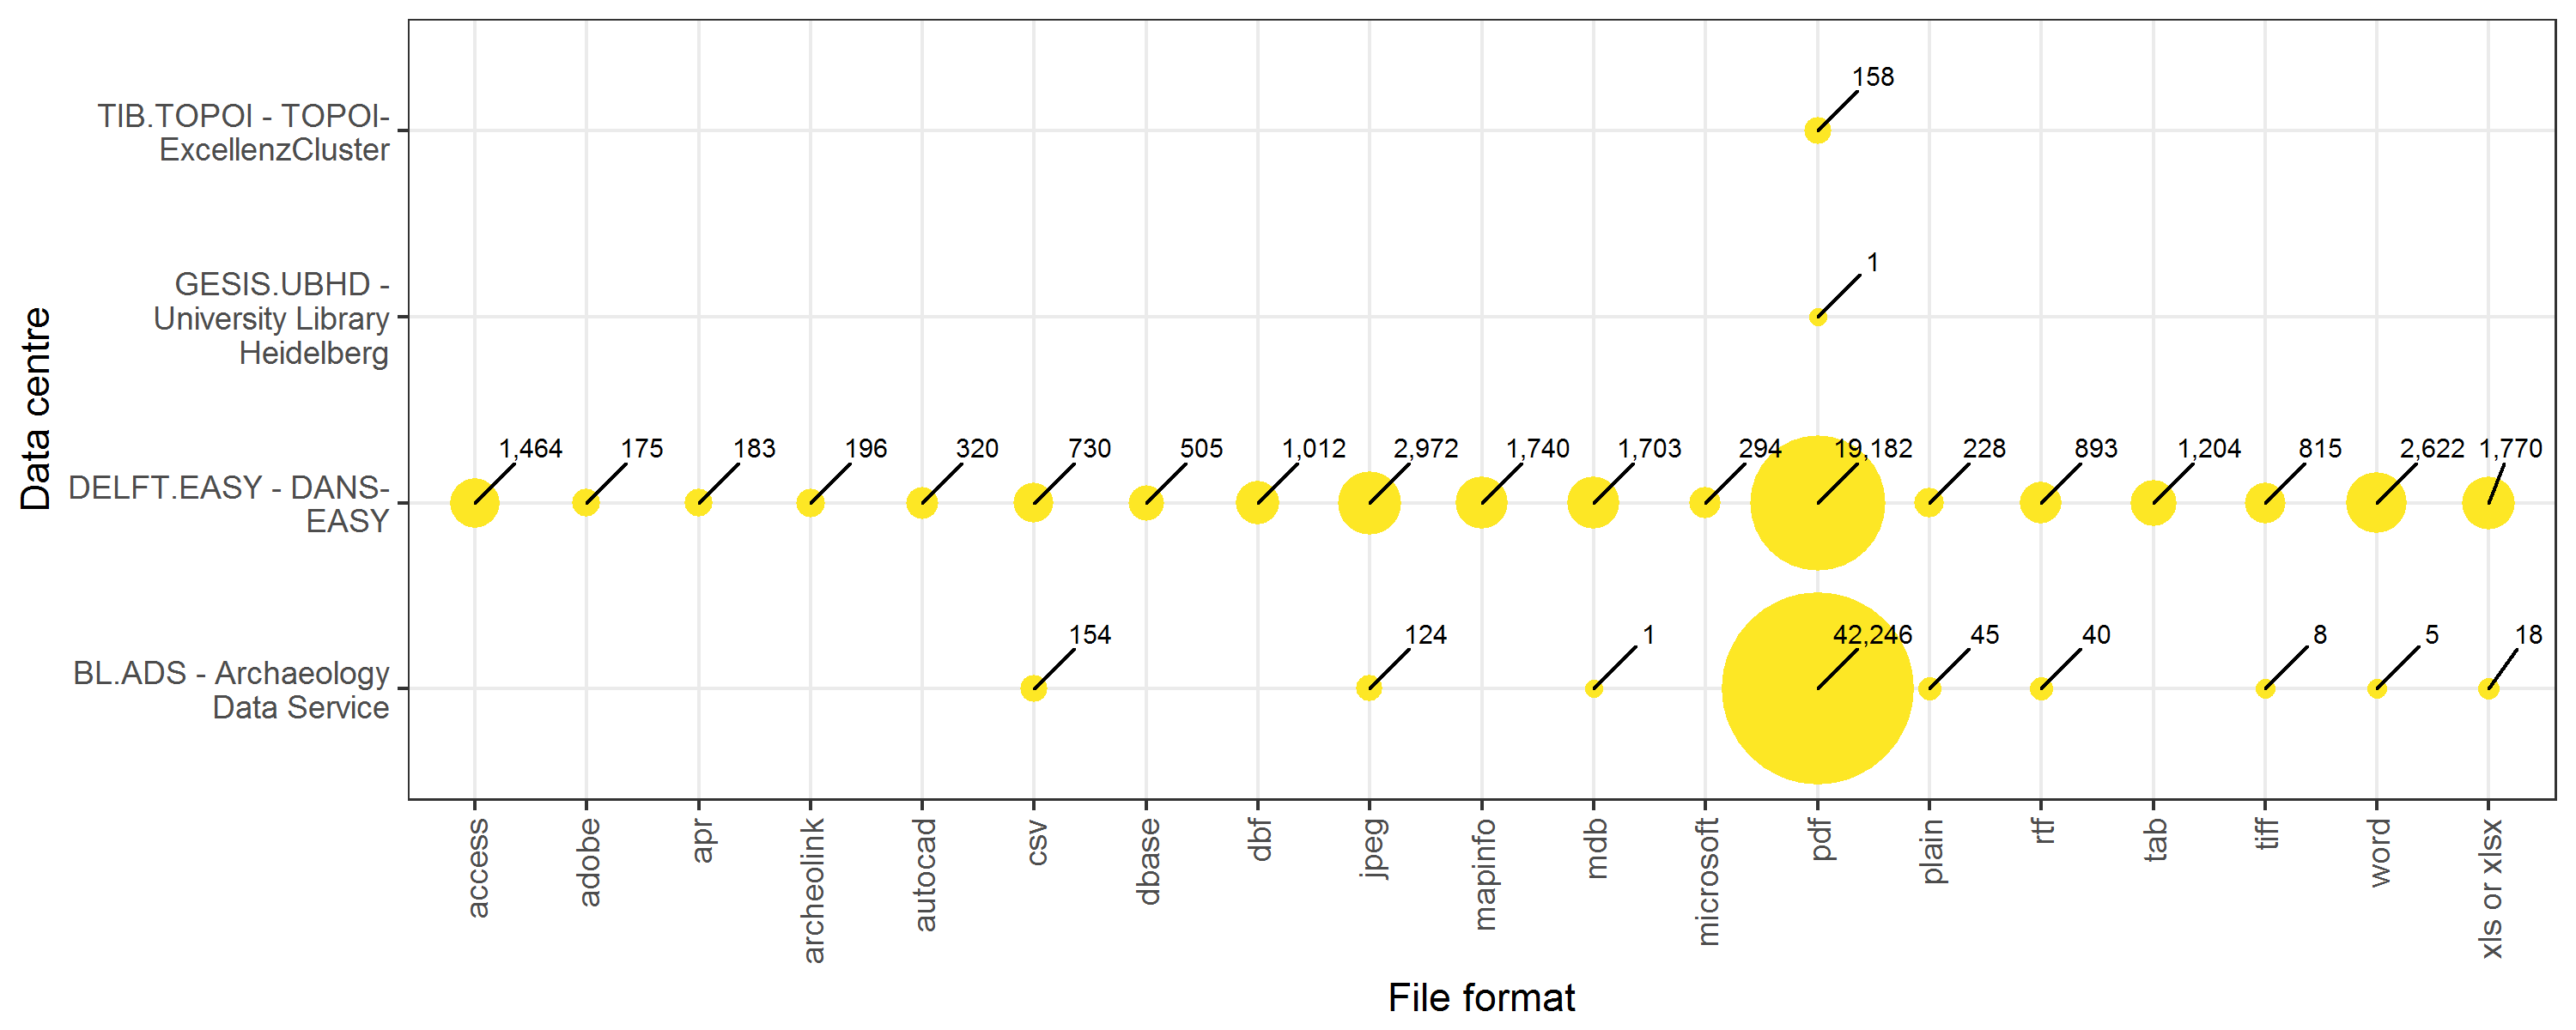 Data centre
158
TIB.TOPOI - TOPOI-
ExcellenzCluster
1
GESIS.UBHD -
University Library
Heidelberg
1,464 175 183 196 320 730 505 1,012 2,972 1,740 1,703 294 19,182 228 893 1,204 815 2,622 1,770
DELFT.EASY - DANS-
EASY
154 124 1 42,246 45 40 8 5 18
BL.ADS - Archaeology
Data Service
access
adobe
apr
archeolink
autocad
csv
dbase
dbf
jpeg
mapinfo
mdb
microsoft
pdf
plain
rtf
tab
tiff
word
xls or xlsx
File format